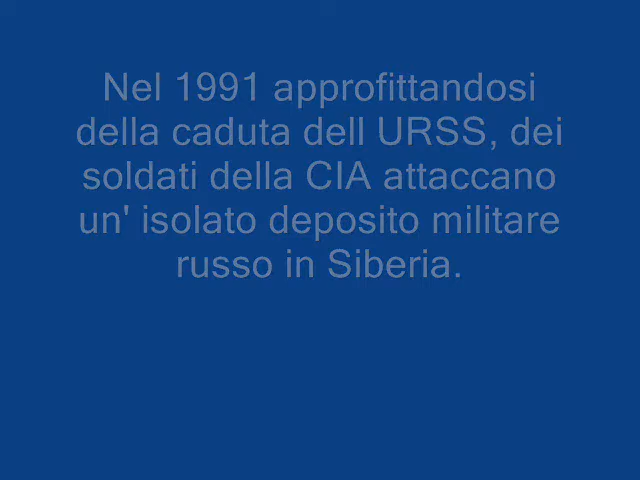 Nel 1991 approfittandosi
della caduta dell URSS, dei
soldati della CIA attaccano
un' isolato deposito militare
russo in Siberia.